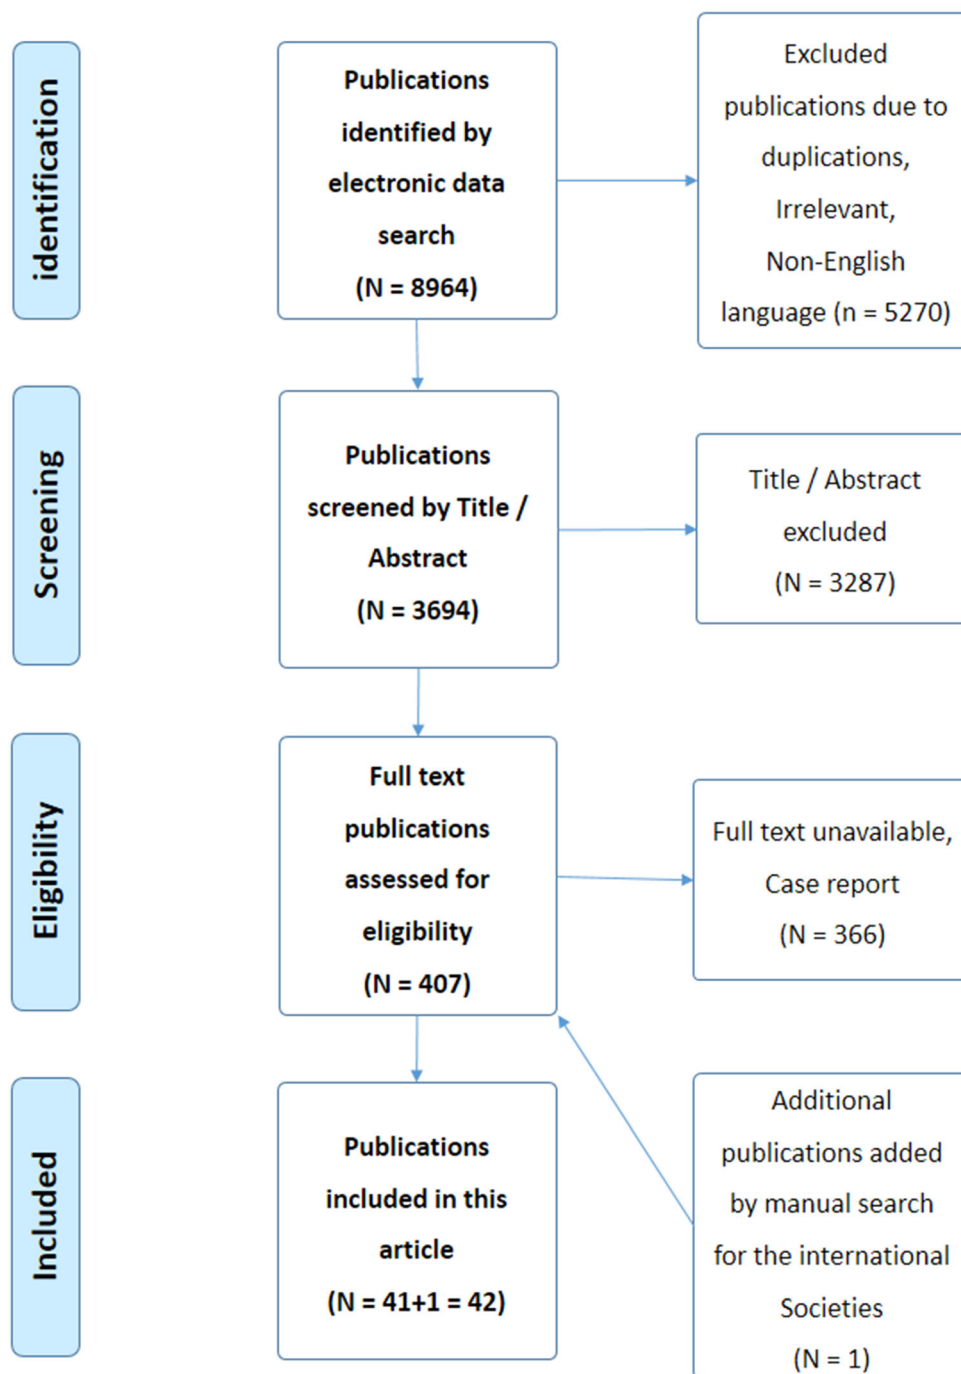 identification
Publications
identified by
electronic data
search
(N = 8964)
Excluded
publications due to
duplications,
Irrelevant,
Non-English
language (n = 5270)
Screening
Publications
screened by Title /
Abstract
(N = 3694)
Title / Abstract
excluded
(N = 3287)
Eligibility
Full text
publications
assessed for
eligibility
(N = 407)
Full text unavailable,
Case report
(N = 366)
Included
Publications
included in this
article
(N = 41+1 = 42)
Additional
publications added
by manual search
for the international
Societies
(N = 1)